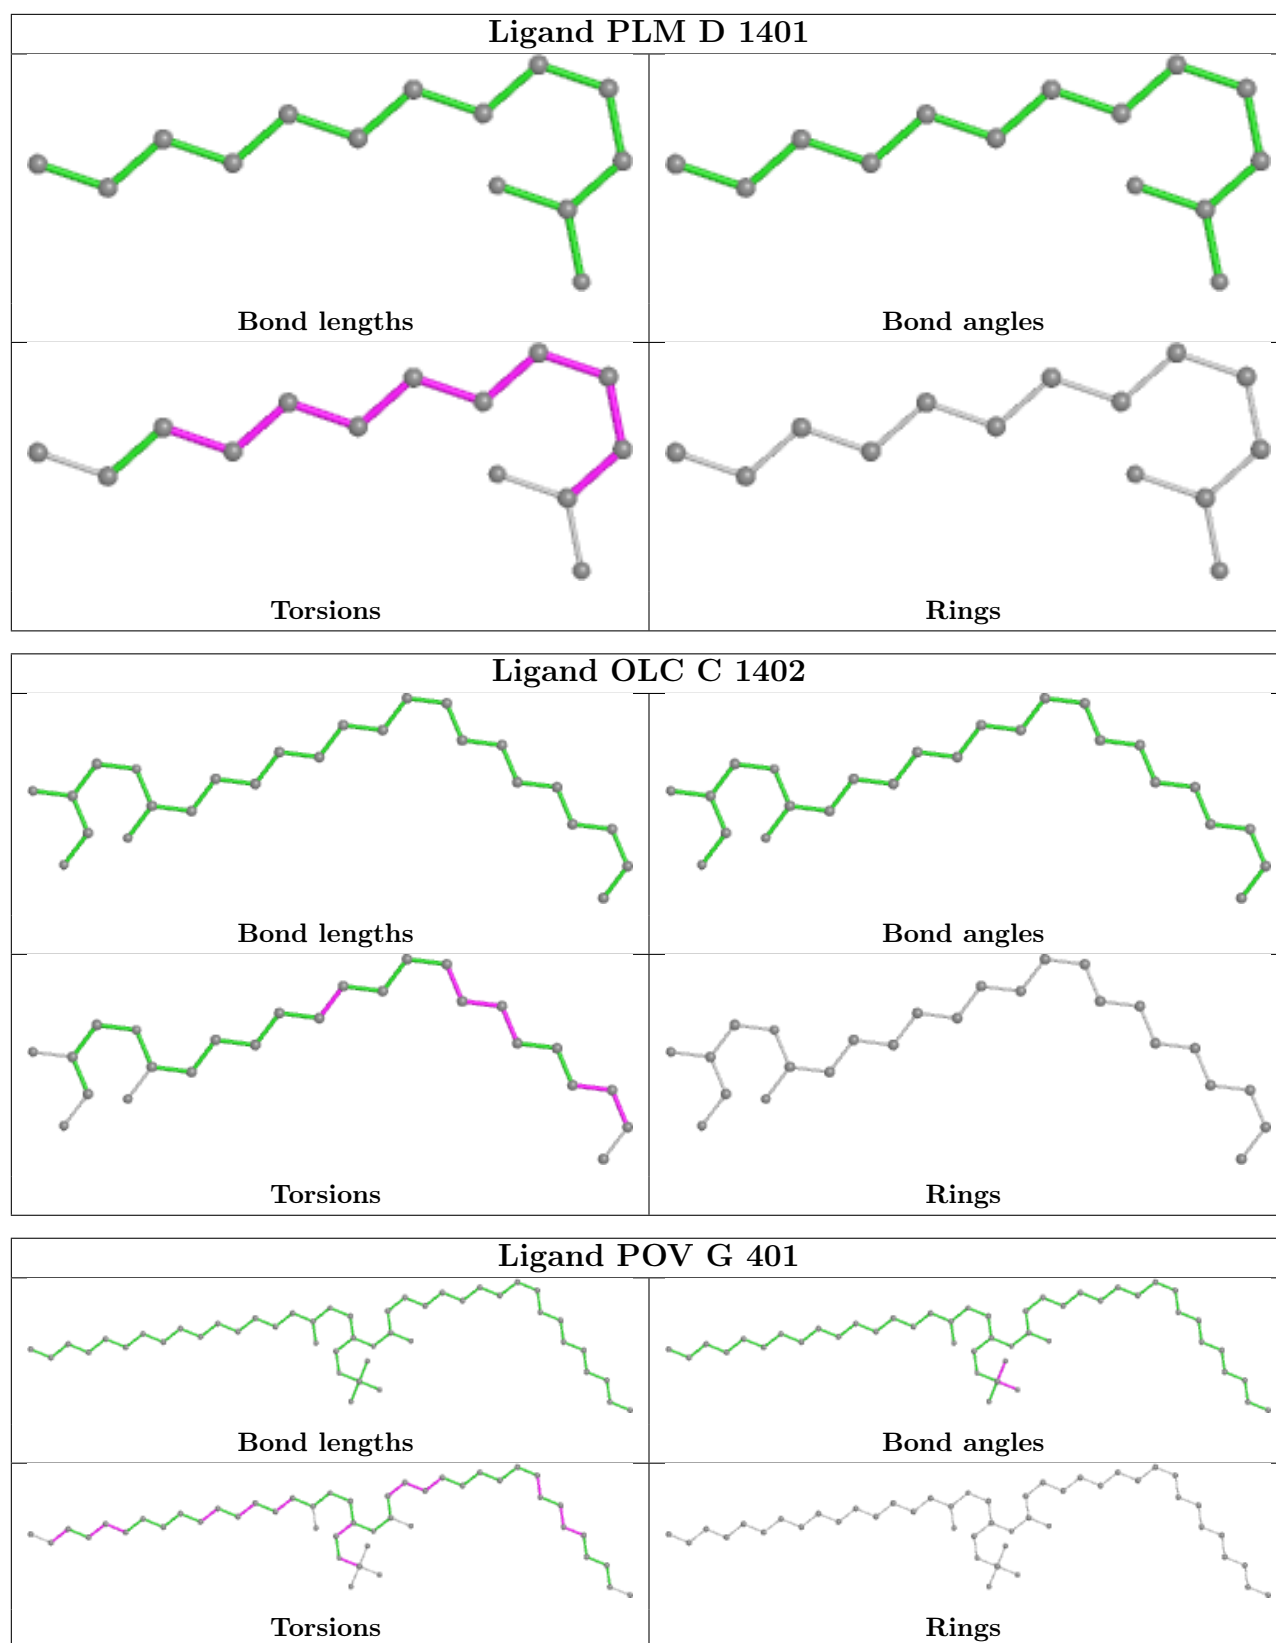 Ligand PLM D 1401
Bond lengths
Bond angles
Torsions
Rings
Ligand OLC C 1402
Bond lengths
Bond angles
Torsions
Rings
Ligand POV G 401
Bond lengths
Bond angles
Torsions
Rings